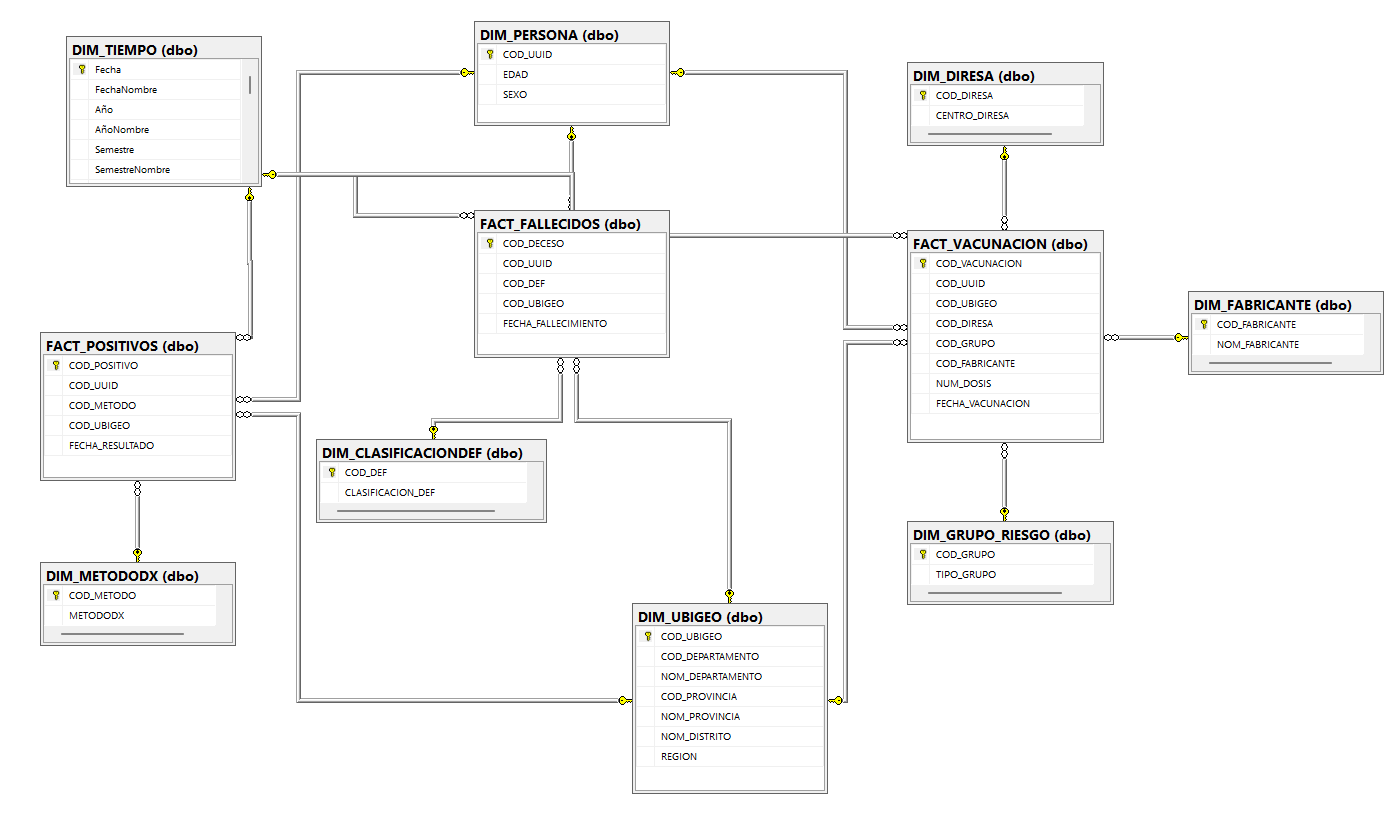 DIM_TIEMPO (dbo)
Fecha
FechaNombre
Año
AñoNombre
Semestre
SemestreNombre
DIM_PERSONA (dbo)
COD_UUID
EDAD
SEXO
DIM_DIRESA (dbo)
COD_DIRESA
CENTRO_DIRESA
FACT_FALLECIDOS (dbo)
COD_DECESO
COD_UUID
COD_DEF
COD_UBIGEO
FECHA_FALLECIMIENTO
FACT_VACUNACION (dbo)
COD_VACUNACION
COD_UUID
COD_UBIGEO
COD_DIRESA
COD_GRUPO
COD_FABRICANTE
NUM_DOSIS
FECHA_VACUNACION
DIM_FABRICANTE (dbo)
COD_FABRICANTE
NOM_FABRICANTE
FACT_POSITIVOS (dbo)
COD_POSITIVO
COD_UUID
COD_METODO
COD_UBIGEO
FECHA_RESULTADO
DIM_CLASIFICACIONDEF (dbo)
COD_DEF
CLASIFICACION_DEF
DIM_GRUPO_RIESGO (dbo)
COD_GRUPO
TIPO_GRUPO
DIM_METODODX (dbo)
COD_METODO
METODODX
DIM_UBIGEO (dbo)
COD_UBIGEO
COD_DEPARTAMENTO
NOM_DEPARTAMENTO
COD_PROVINCIA
NOM_PROVINCIA
NOM_DISTRITO
REGION